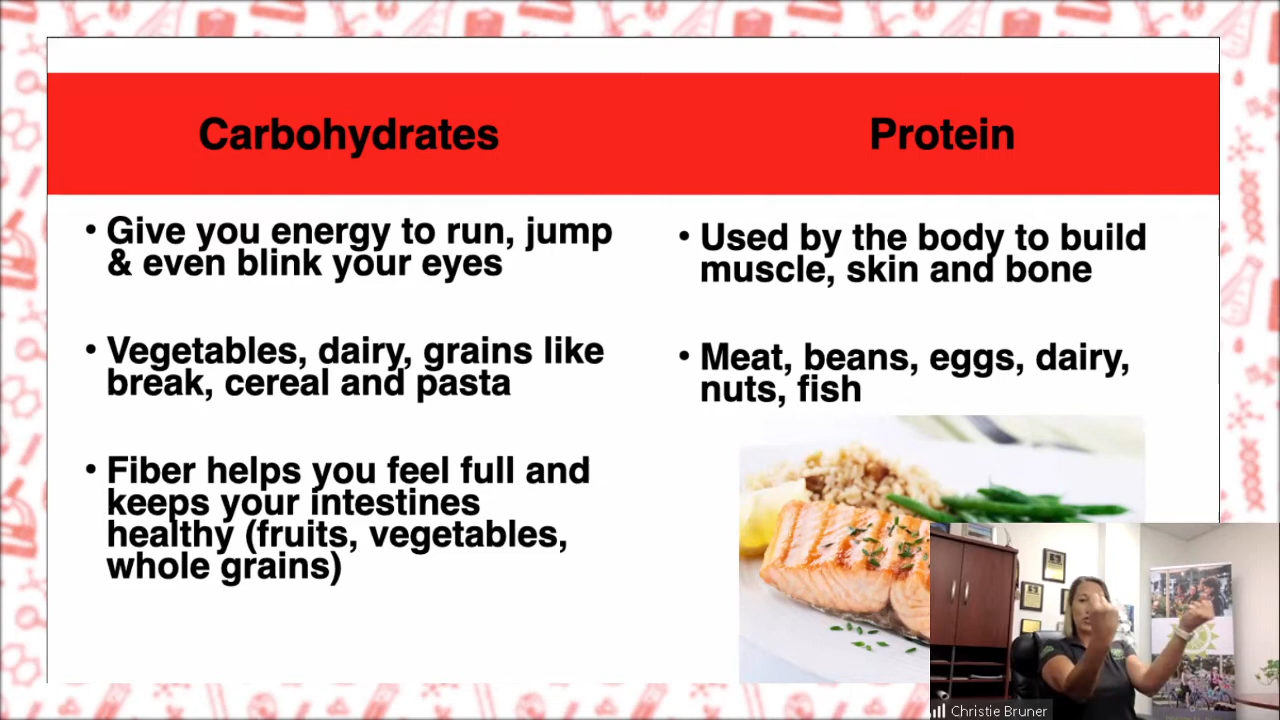 Carbohydrates
Protein
• Give you energy to run, jump
& even blink your eyes
• Vegetables, dairy, grains like
break, cereal and pasta
• Fiber helps you feel full and
keeps your intestines
healthy (fruits, vegetables,
whole grains)
• Used by the body to build
muscle, skin and bone
• Meat, beans, eggs, dairy,
nuts, fish
Christie Bruner